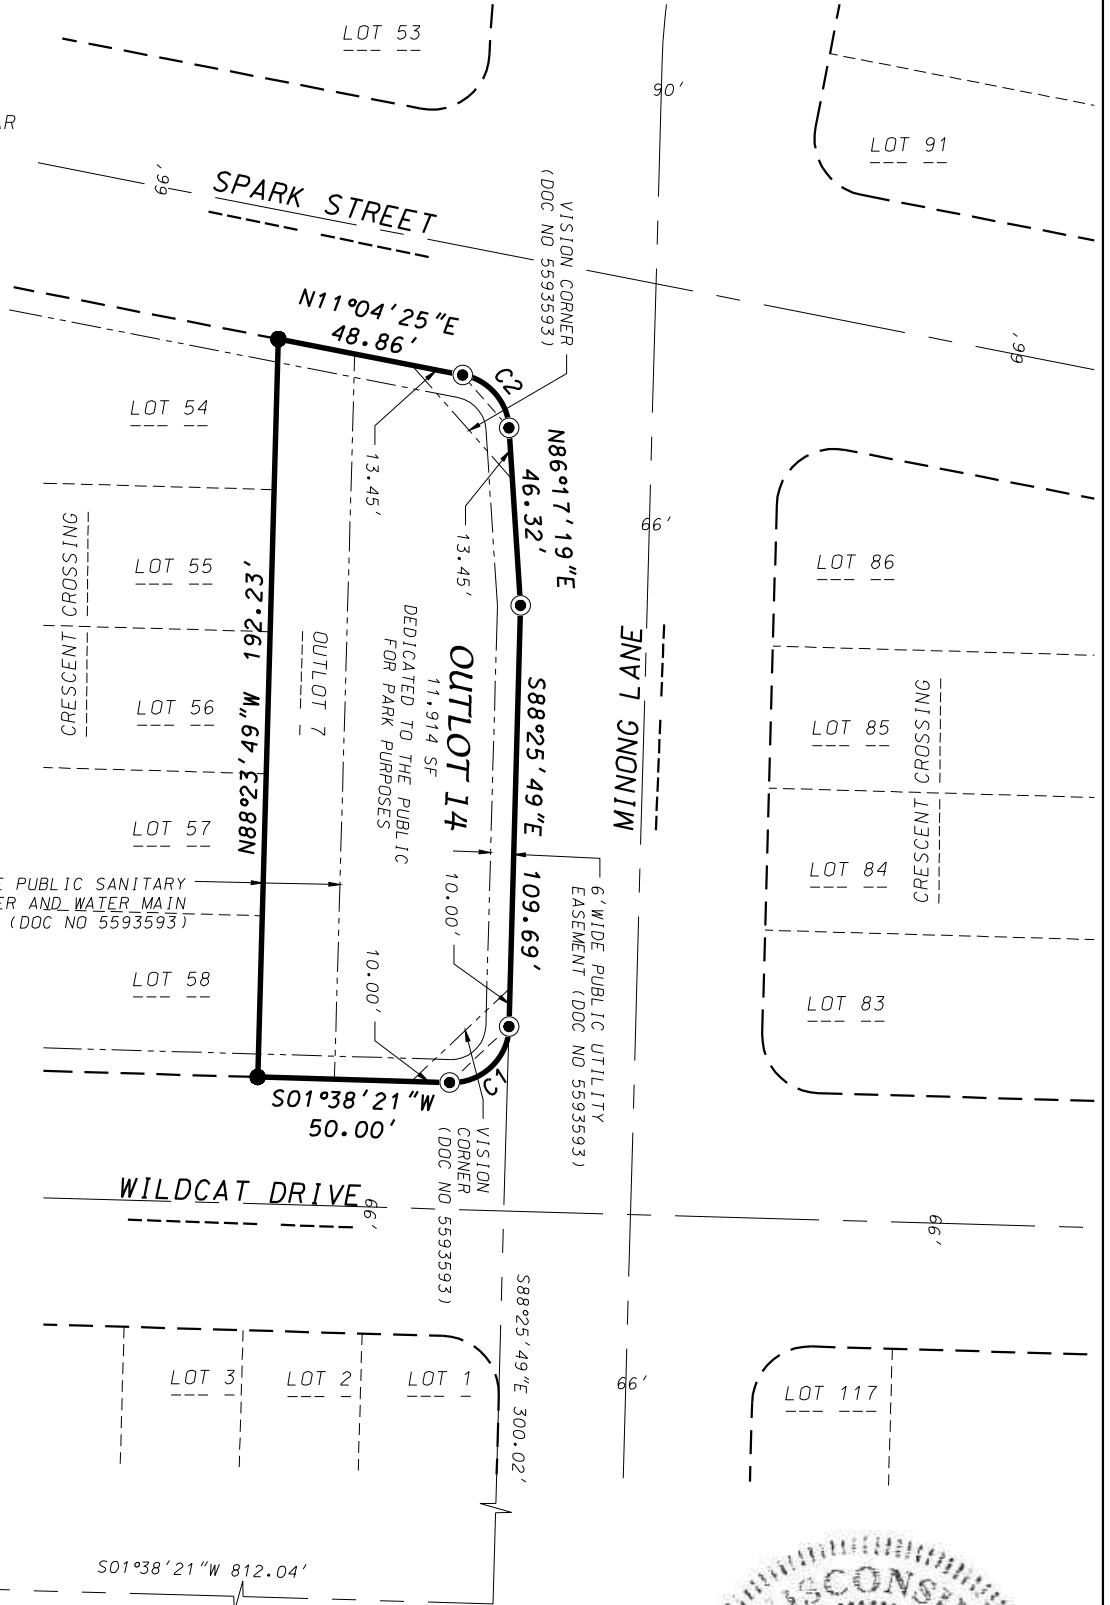 LOT 53
90'
AR
LOT 91
66'
SPARK STREET
VISION CORNER
(DOC NO 5593593)
66'
N11°04'25"E
48.86'
C2
LOT 54
13.45'
N86°17'19"E
46.32'
13.45'
66'
LOT 86
LOT 55
CRESCENT CROSSING
N88°23'49"W 192.23'
OUTLOT 7
OUTLOT 14
11,914 SF
DEDICATED TO THE PUBLIC
FOR PARK PURPOSES
S88°25'49"E 109.69'
WINONG LANE
LOT 56
LOT 85
CRESCENT CROSSING
LOT 57
LOT 84
PUBLIC SANITARY
AND WATER MAIN
(DOC NO 5593593)
10.00'
6' WIDE PUBLIC UTILITY
EASEMENT (DOC NO 5593593)
LOT 58
10.00'
LOT 83
C1
S01°38'21"W
50.00'
VISION
CORNER
(DOC NO 5593593)
WILDCAT DRIVE
66'
66'
S88°25'49"E 300.02'
LOT 3
LOT 2
LOT 1
66'
LOT 117
S01°38'21"W 812.04'